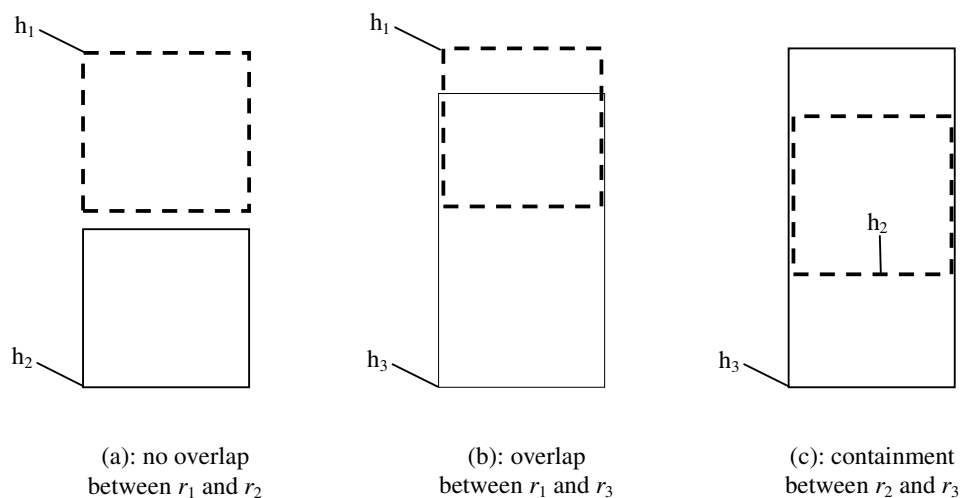 h₁
h₂
(a): no overlap
between r₁ and r₂
h₁
h₃
(b): overlap
between r₁ and r₃
h₂
h₃
(c): containment
between r₂ and r₃